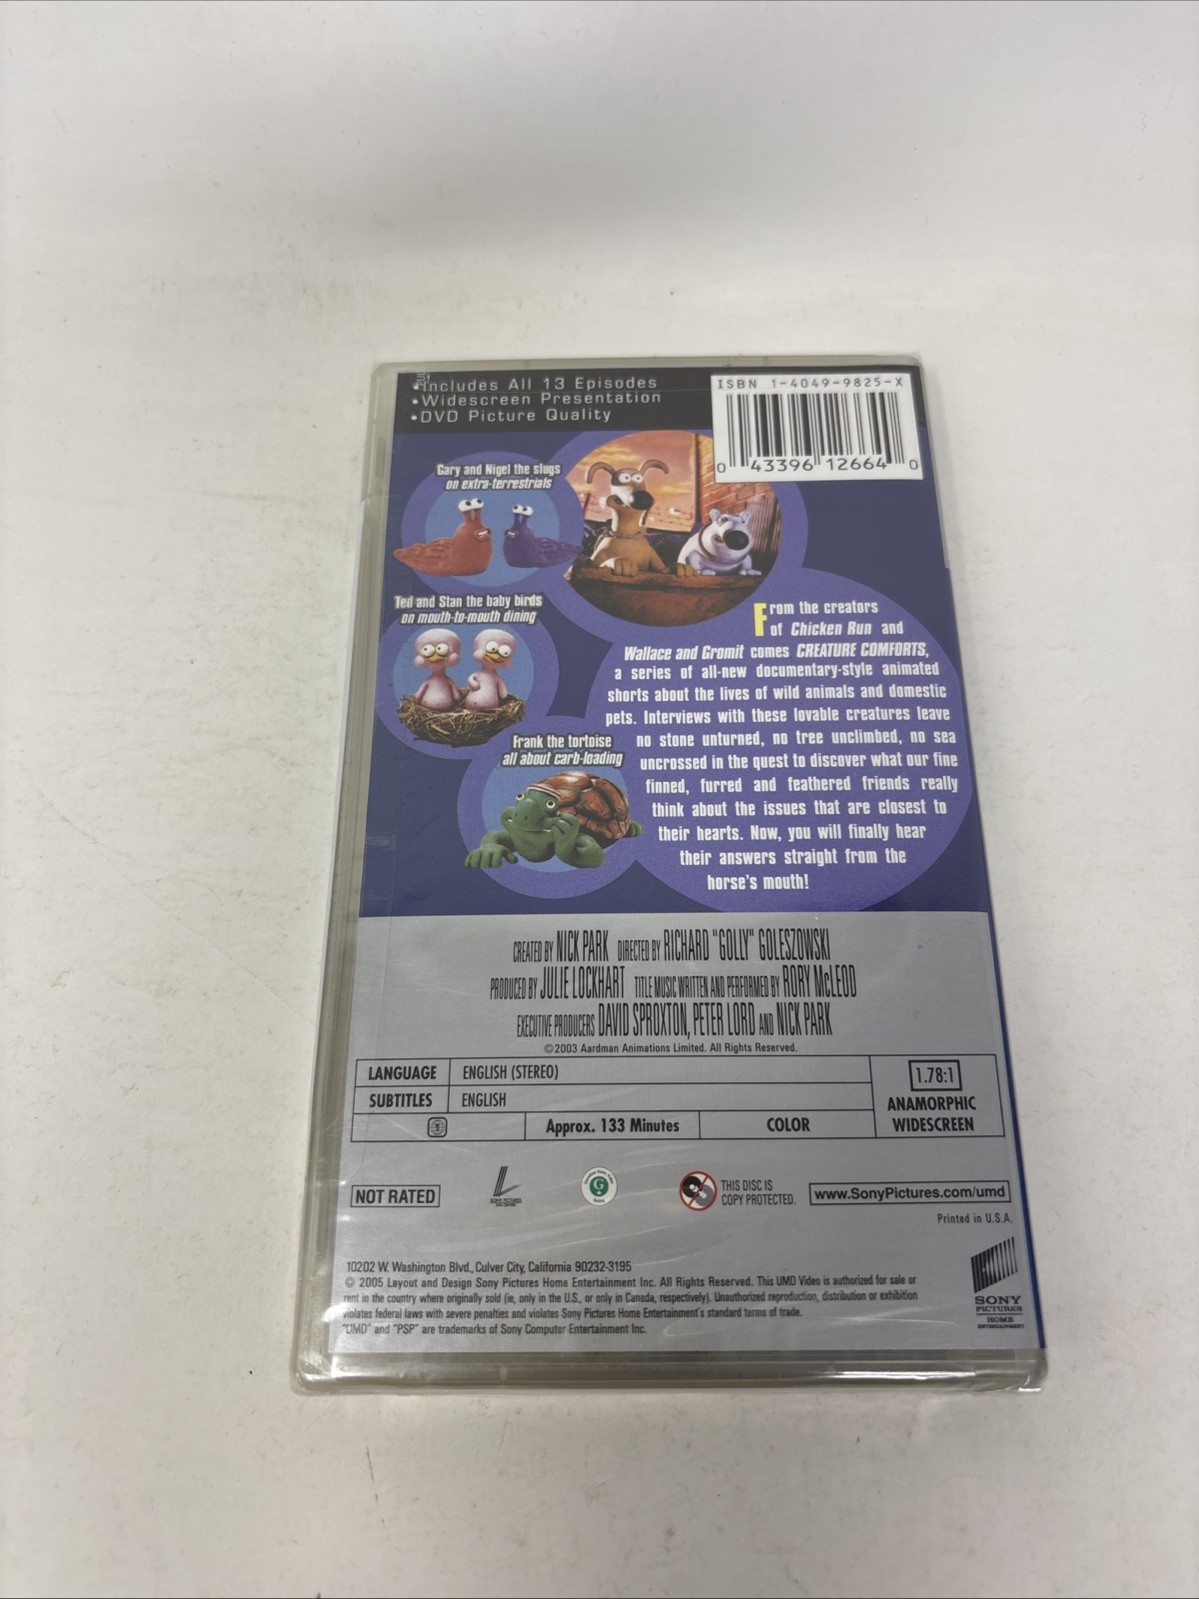 •Includes All 13 Episodes
•Widescreen Presentation
•DVD Picture Quality
ISBN 1-4049-9825-X
0 43396 12664 0
Gary and Nigel the slugs
on extra-terrestrials
Ted and Stan the baby birds
on mouth-to-mouth dining
Frank the tortoise
all about carb-loading
From the creators
of Chicken Run and
Wallace and Gromit comes CREATURE COMFORTS,
a series of all-new documentary-style animated
shorts about the lives of wild animals and domestic
pets. Interviews with these lovable creatures leave
no stone unturned, no tree unclimbed, no sea
uncrossed in the quest to discover what our fine
finned, furred and feathered friends really
think about the issues that are closest to
their hearts. Now, you will finally hear
their answers straight from the
horse's mouth!
CREATED BY NICK PARK DIRECTED BY RICHARD "GOLLY" GOLESZOWSKI
PRODUCED BY JULIE LOCKHART TITLE MUSIC WRITTEN AND PERFORMED BY RORY McLEOD
EXECUTIVE PRODUCERS DAVID SPROXTON, PETER LORD AND NICK PARK
©2003 Aardman Animations Limited. All Rights Reserved.
LANGUAGE ENGLISH (STEREO)
SUBTITLES ENGLISH
1
Approx. 133 Minutes
COLOR
1.78:1
ANAMORPHIC
WIDESCREEN
NOT RATED
SONY PICTURES
G
THIS DISC IS
COPY PROTECTED.
www.SonyPictures.com/umd
Printed in U.S.A.
10202 W. Washington Blvd., Culver City, California 90232-3195
© 2005 Layout and Design Sony Pictures Home Entertainment Inc. All Rights Reserved. This UMD Video is authorized for sale or
rent in the country where originally sold (ie, only in the U.S., or only in Canada, respectively). Unauthorized reproduction, distribution or exhibition
violates federal laws with severe penalties and violates Sony Pictures Home Entertainment's standard terms of trade.
"UMD" and "PSP" are trademarks of Sony Computer Entertainment Inc.
SONY
PICTURES
HOME
ENTERTAINMENT